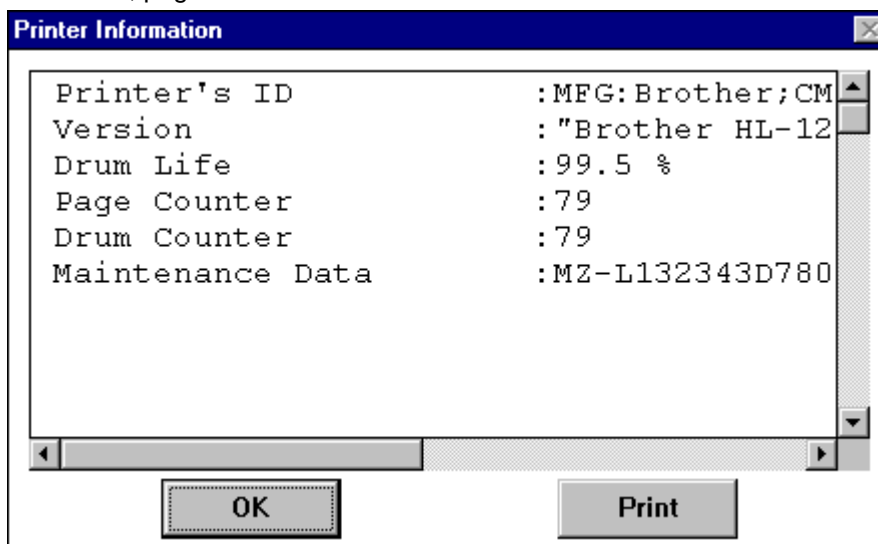 Printer Information
Printer's ID :MFG:Brother;CM
Version :"Brother HL-12
Drum Life :99.5 %
Page Counter :79
Drum Counter :79
Maintenance Data :MZ-L132343D780
OK Print